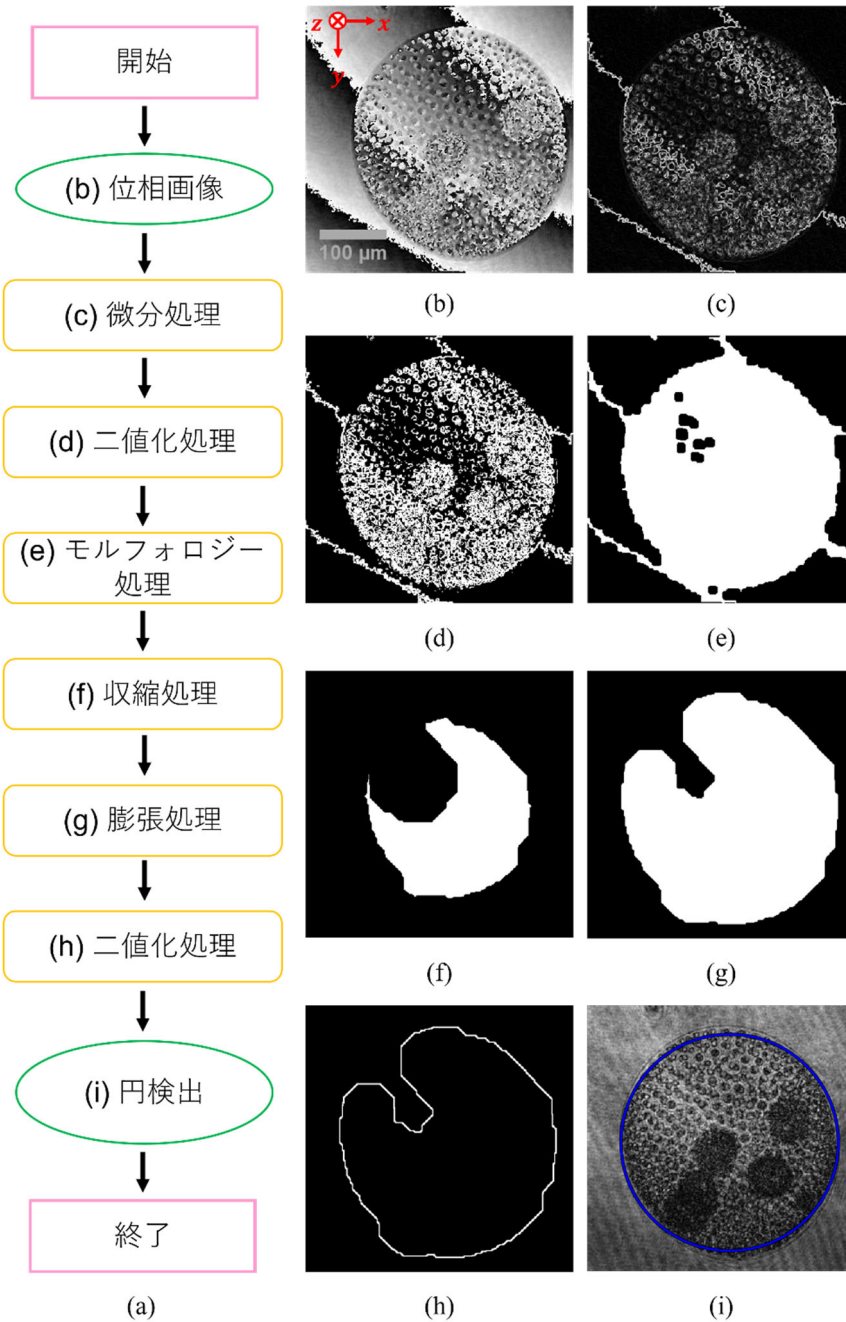 開始
(b) 位相画像
(c) 微分処理
(d) 二値化処理
(e) モルフォロジー
処理
(f) 収縮処理
(g) 膨張処理
(h) 二値化処理
(i) 円検出
終了
(a)
z x
y
100 μm
(b)
(c)
(d)
(e)
(f)
(g)
(h)
(i)